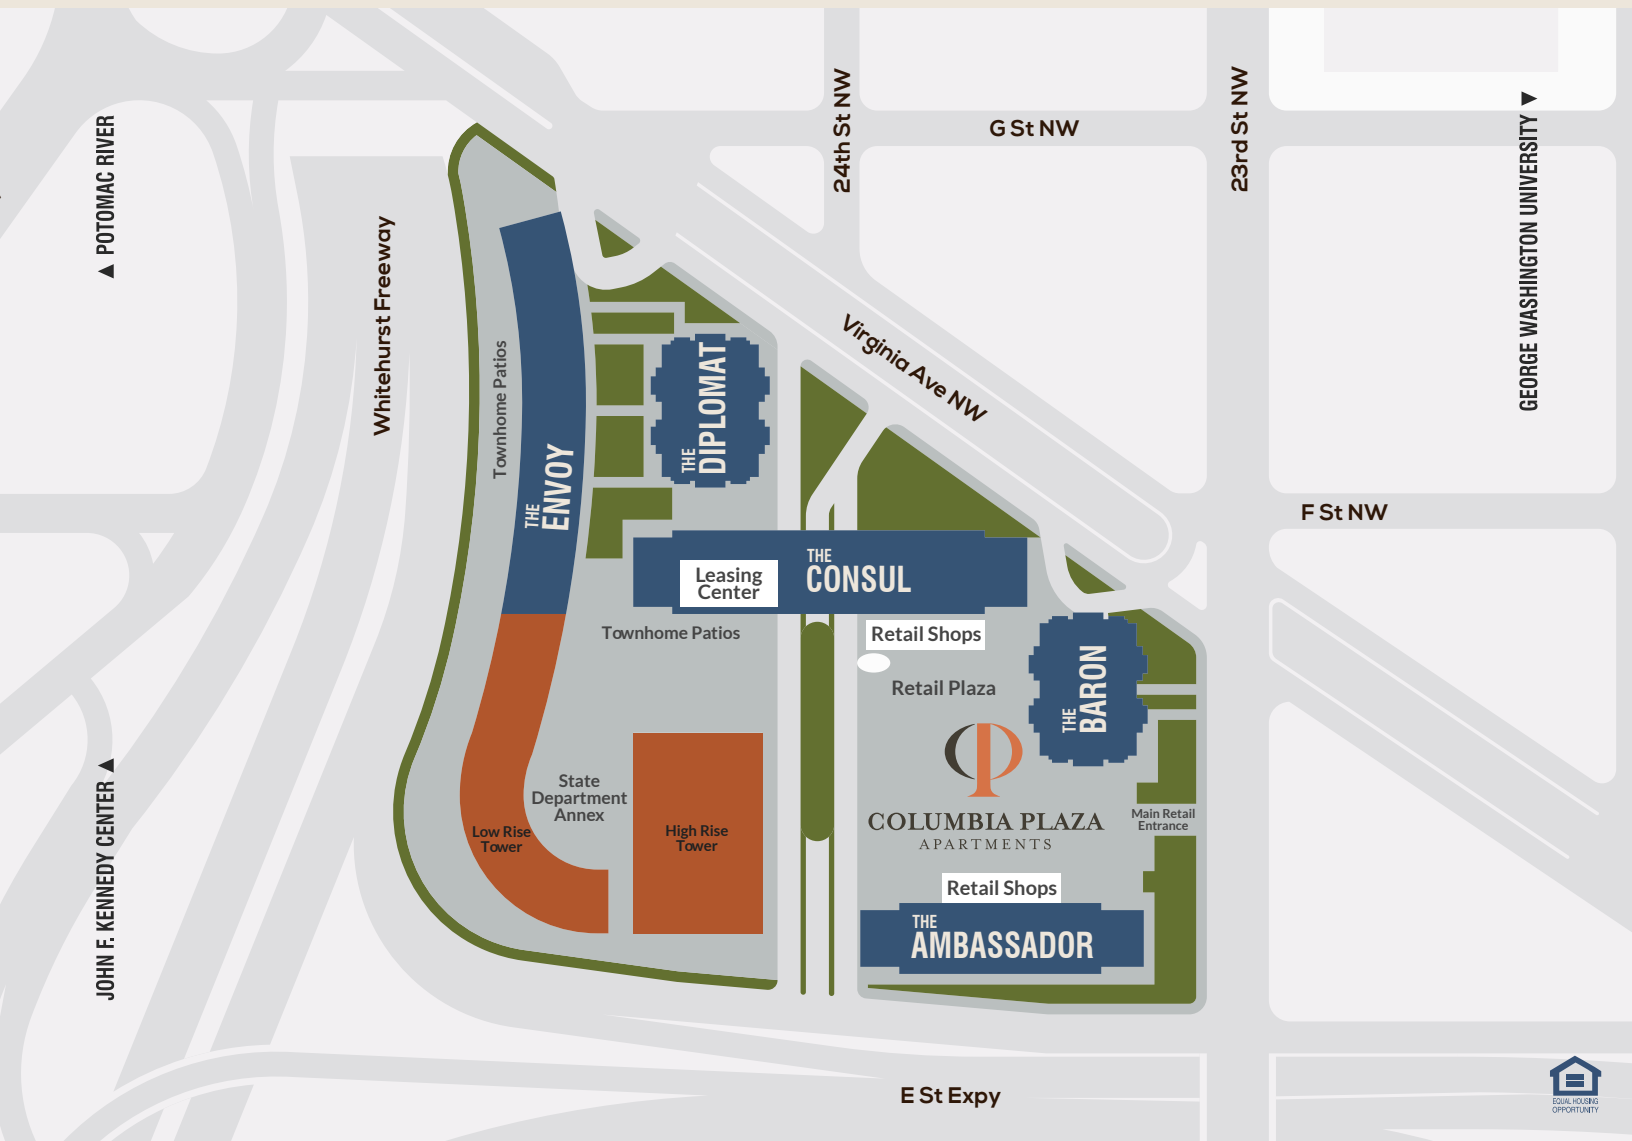 24th St NW
23rd St NW
G St NW
GEORGE WASHINGTON UNIVERSITY
POTOMAC RIVER
Whitehurst Freeway
Virginia Ave NW
Townhome Patios
THE
DIPLOMAT
THE
ENVOY
F St NW
THE
CONSUL
Leasing
Center
Townhome Patios
Retail Shops
Retail Plaza
THE
BARON
State
Department
Annex
Low Rise
Tower
High Rise
Tower
COLUMBIA PLAZA
APARTMENTS
Main Retail
Entrance
JOHN F. KENNEDY CENTER
Retail Shops
THE
AMBASSADOR
E St Expy
EQUAL HOUSING
OPPORTUNITY